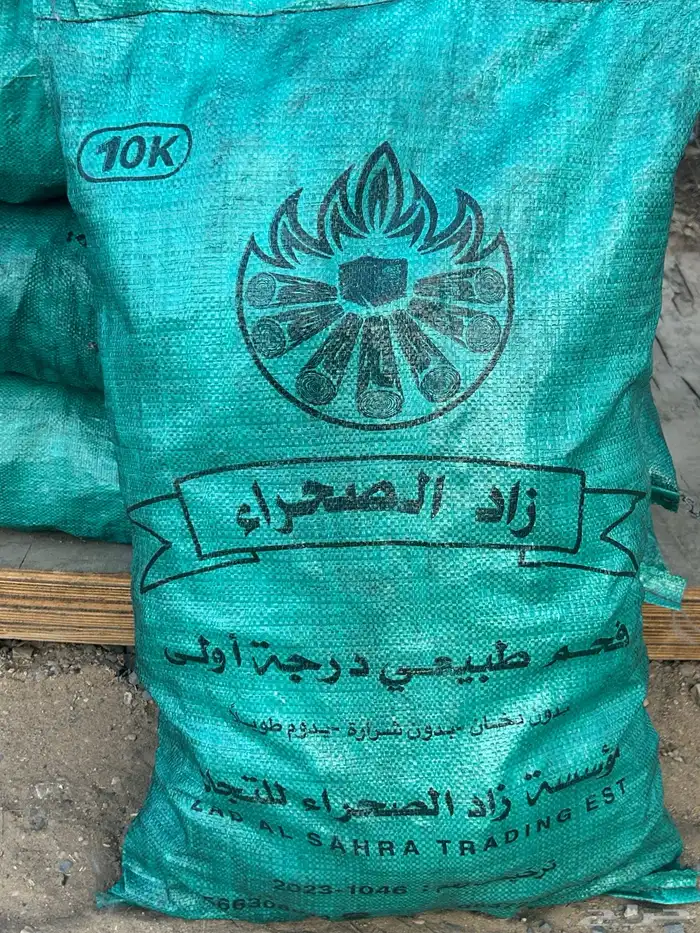 10K
زاد الصحراء
فحم طبيعي درجة أولى
بدون دخان - بدون شرارة - يدوم طويلا
مؤسسة زاد الصحراء للتجار
ZAD AL SAHRA TRADING EST
2023-1046 :